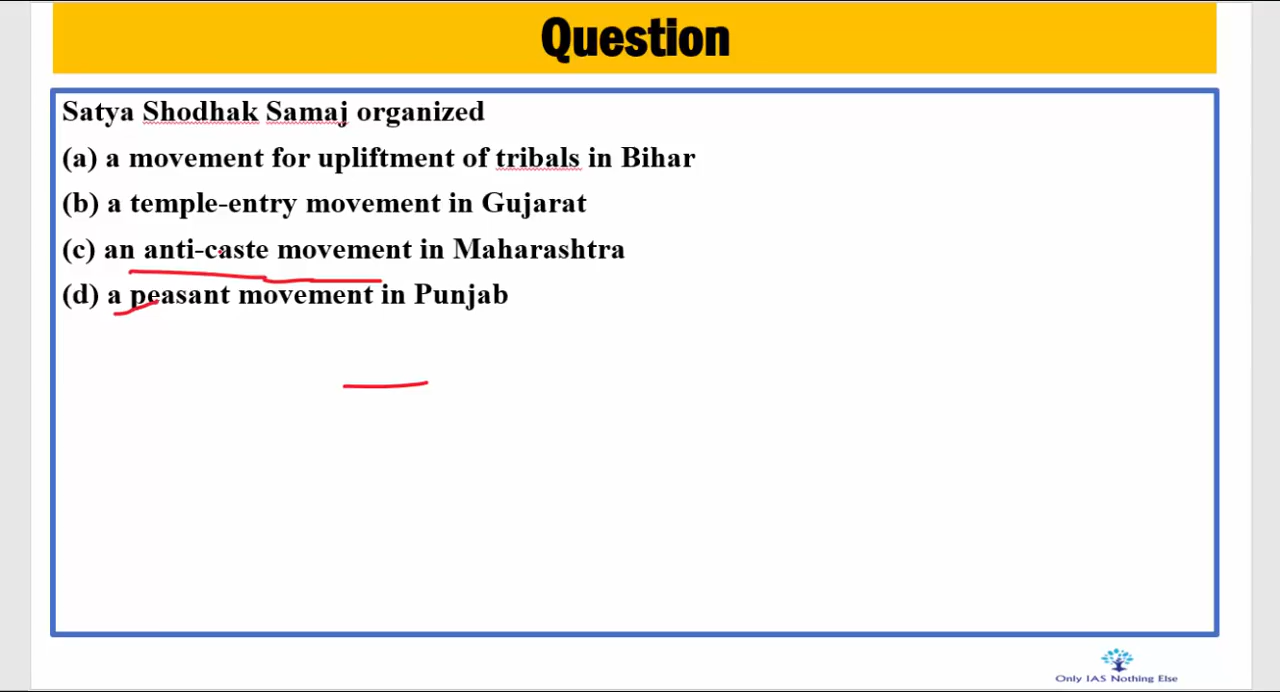 Question
Satya Shodhak Samaj organized
(a) a movement for upliftment of tribals in Bihar
(b) a temple-entry movement in Gujarat
(c) an anti-caste movement in Maharashtra
(d) a peasant movement in Punjab
Only IAS Nothing Else